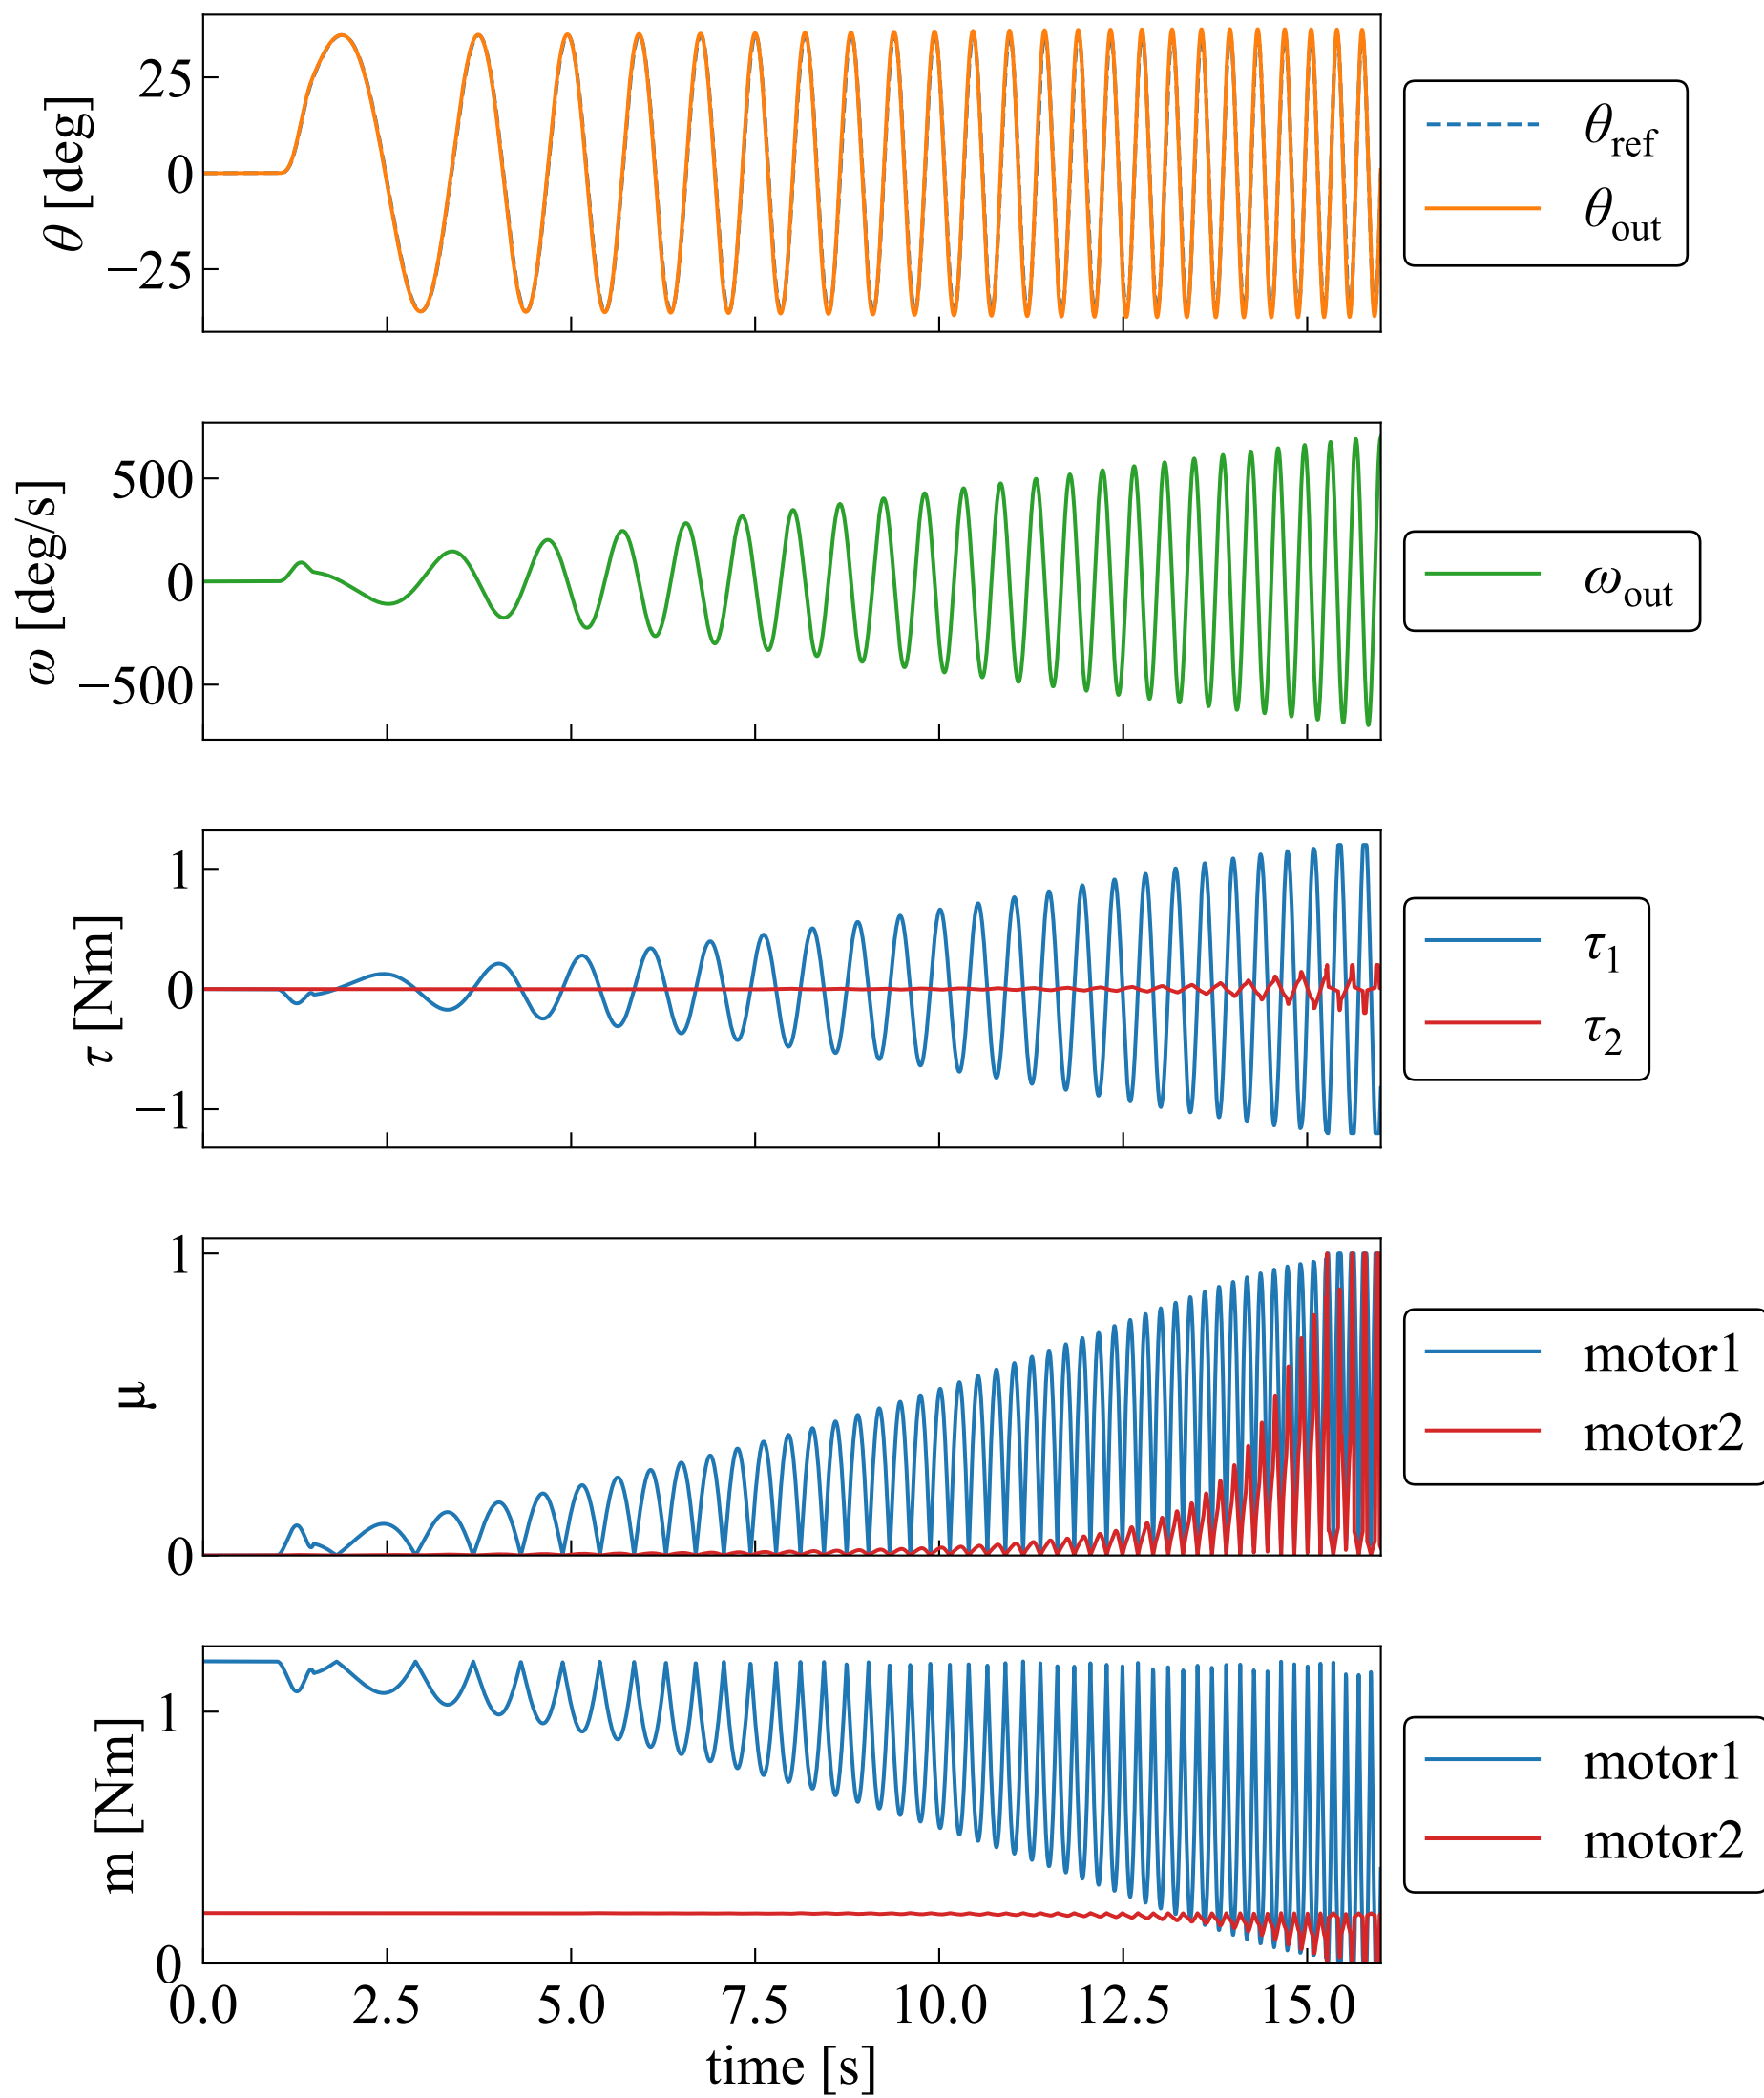 θ [deg]
25
0
−25
θref
θout
ω [deg/s]
500
0
−500
ωout
τ [Nm]
1
0
−1
τ1
τ2
μ
1
0
motor1
motor2
m [Nm]
1
0
motor1
motor2
0.0 2.5 5.0 7.5 10.0 12.5 15.0
time [s]